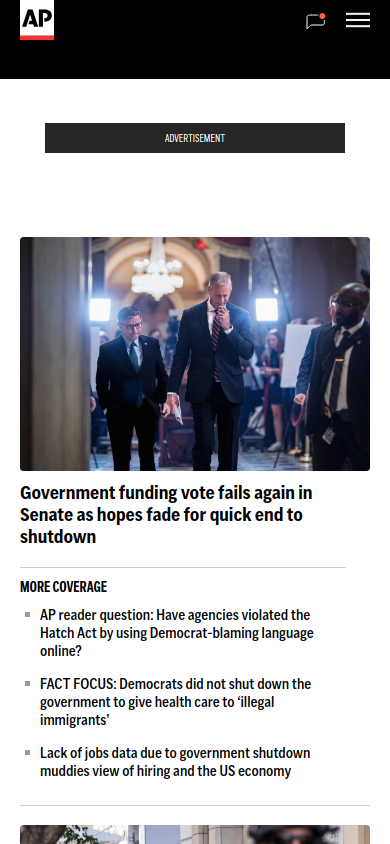 AP
ADVERTISEMENT
Government funding vote fails again in
Senate as hopes fade for quick end to
shutdown
MORE COVERAGE
AP reader question: Have agencies violated the
Hatch Act by using Democrat-blaming language
online?
FACT FOCUS: Democrats did not shut down the
government to give health care to ‘illegal
immigrants’
Lack of jobs data due to government shutdown
muddies view of hiring and the US economy